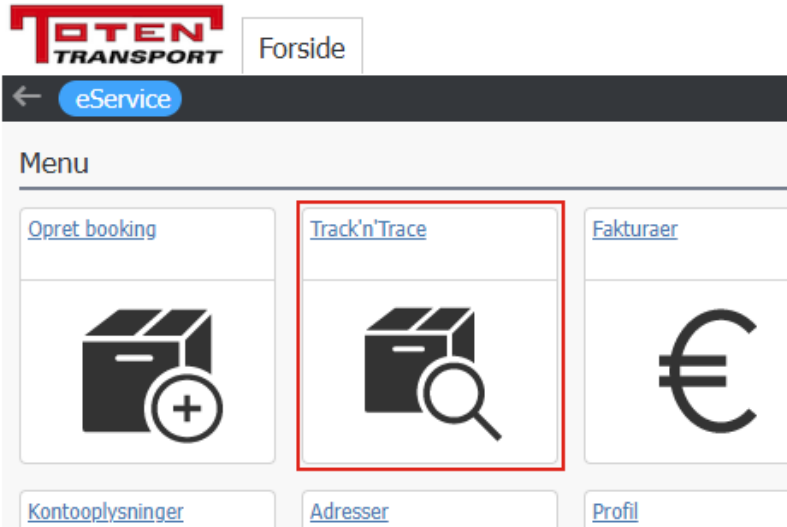 TOTEN
TRANSPORT
Forside
eService
Menu
Opret booking
Track'n'Trace
Fakturaer
€
Kontooplysninger
Adresser
Profil